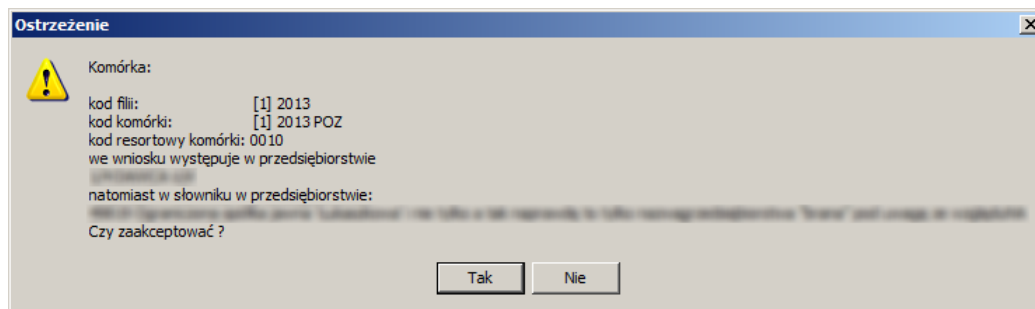 Ostrzeżenie
Komórka:
kod filii: [1] 2013
kod komórki: [1] 2013 POZ
kod resortowy komórki: 0010
we wniosku występuje w przedsiębiorstwie
natomiast w słowniku w przedsiębiorstwie:
Czy zaakceptować ?
Tak Nie